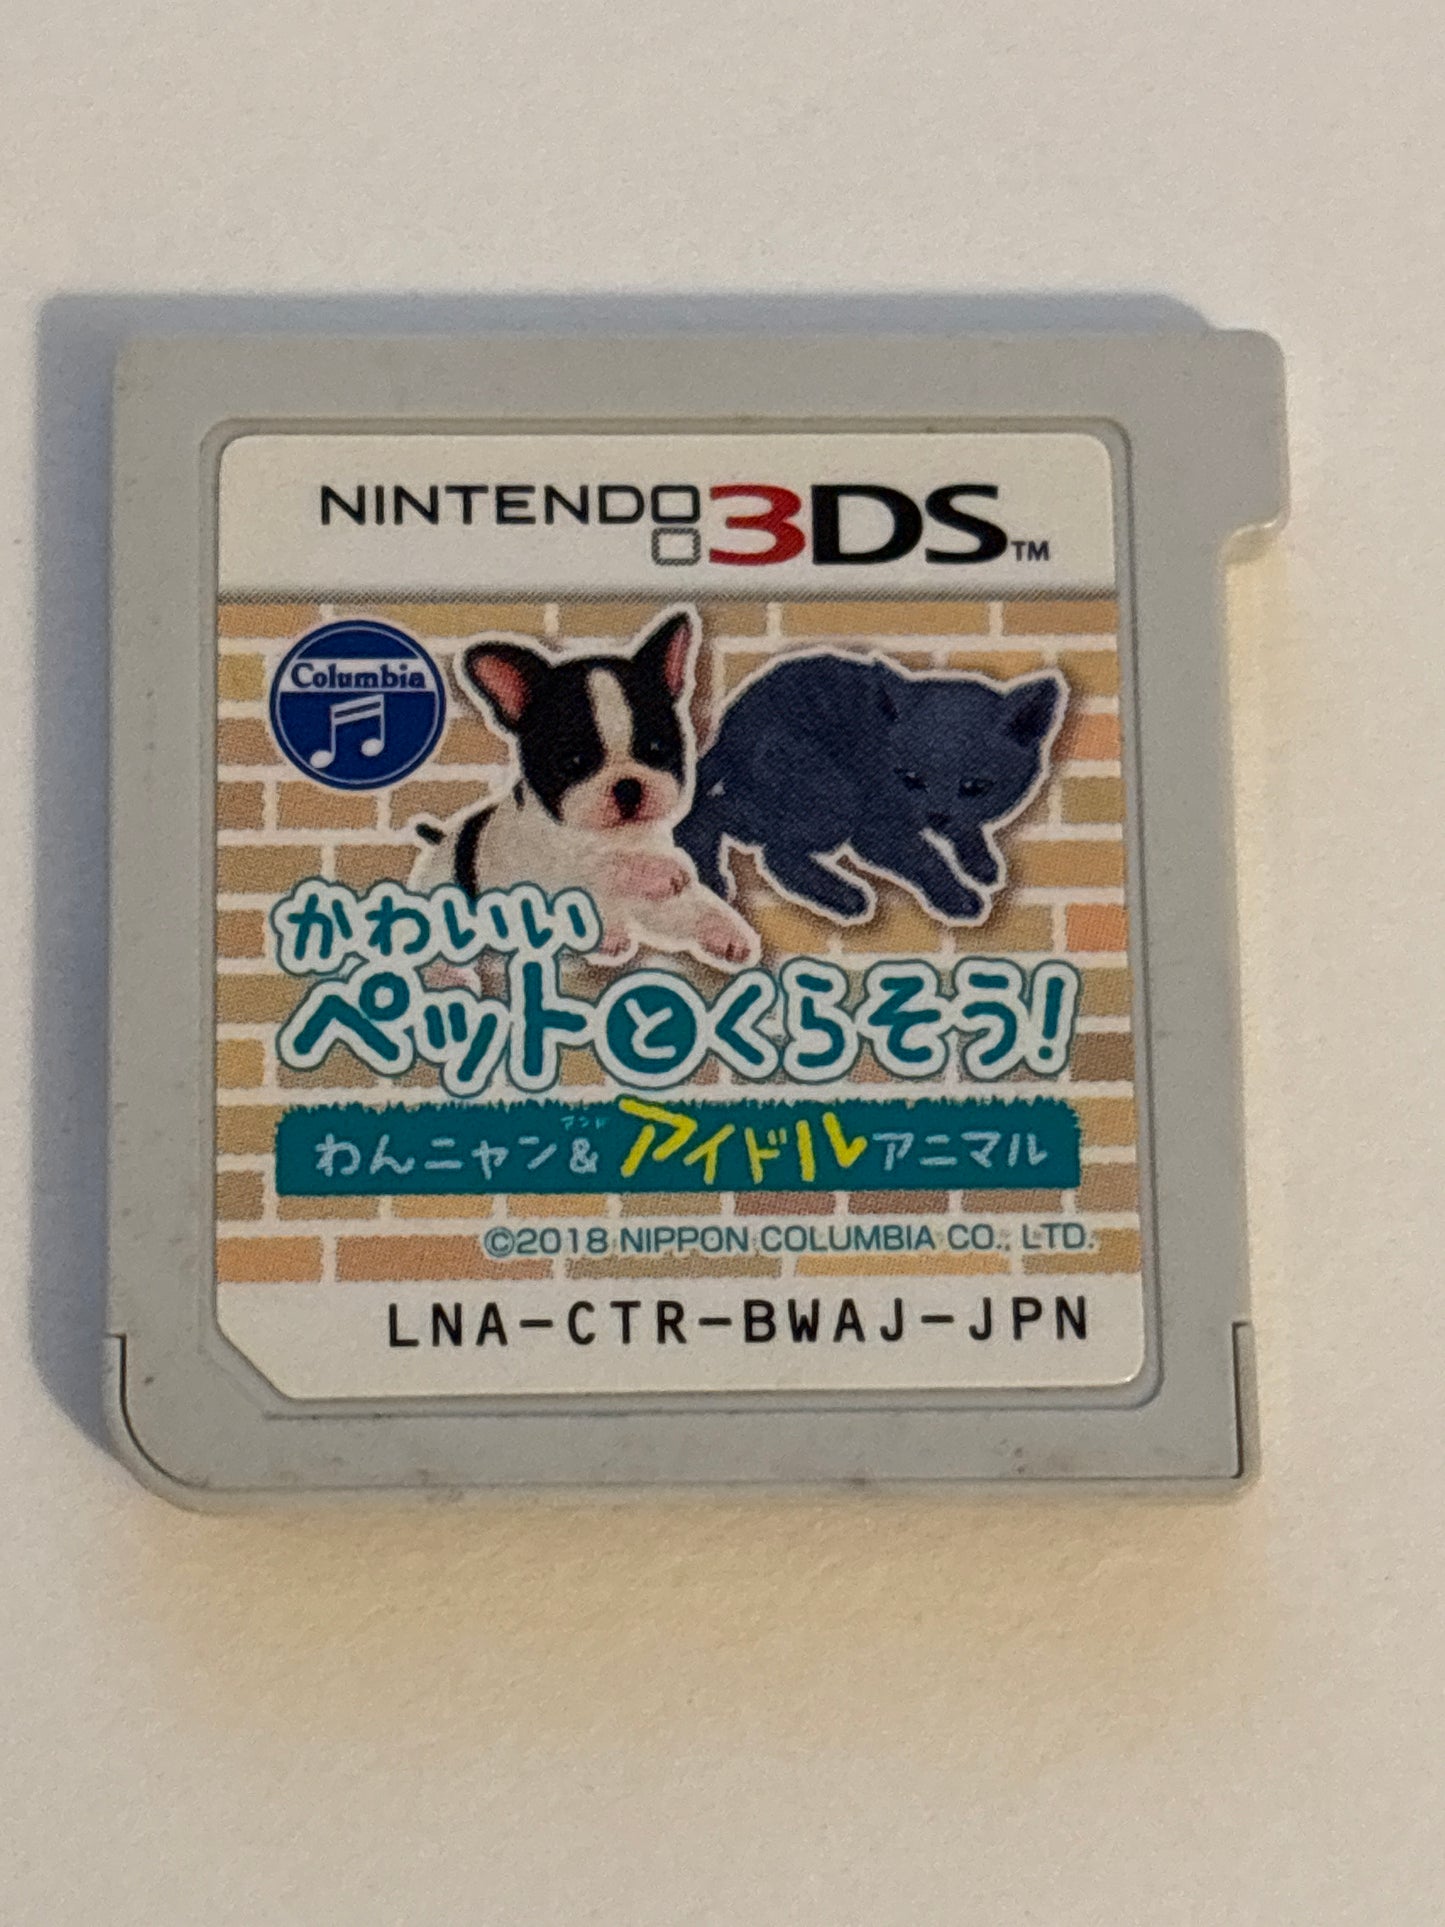 NINTENDO 3DS™
Columbia
かわいい
ペットとくらそう!
アンド
わんニャン&アイドルアニマル
©2018 NIPPON COLUMBIA CO., LTD.
LNA-CTR-BWAJ-JPN